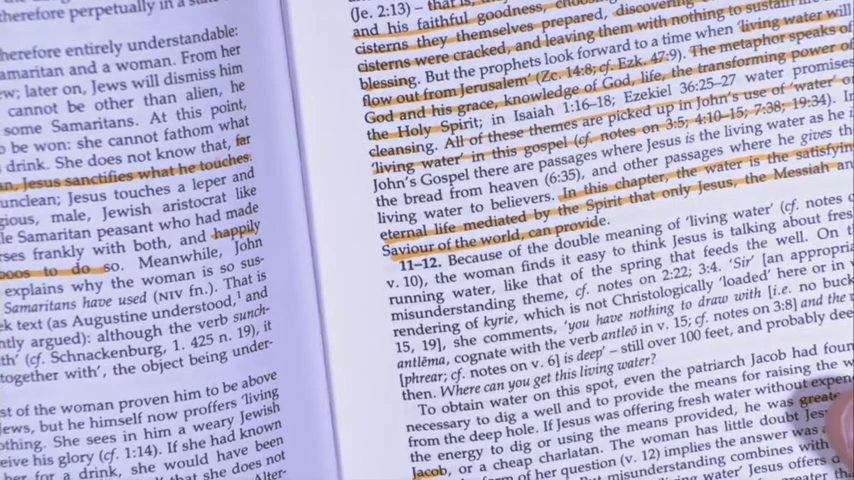 therefore perpetually in a state
therefore entirely understandable:
amaritan and a woman. From her
ew; later on, Jews will dismiss him
cannot be other than alien, he
some Samaritans. At this point,
o be won: she cannot fathom what
drink. She does not know that, far
an, Jesus sanctifies what he touches.
unclean; Jesus touches a leper and
gious, male, Jewish aristocrat like
le Samaritan peasant who had made
rses frankly with both, and happily
boos to do so. Meanwhile, John
explains why the woman is so sus-
Samaritans have used (NIV fn.). That is
ek text (as Augustine understood,¹ and
ntly argued): although the verb sunch-
th' (cf. Schnackenburg, 1. 425 n. 19), it
together with', the object being under-
st of the woman proven him to be above
Jews, but he himself now proffers 'living
othing. She sees in him a weary Jewish
eive his glory (cf. 1:14). If she had known
her for a drink, she would have been
that she does not
Alter-
(Je. 2:13) – that is,
and his faithful goodness, choosing
cisterns they themselves prepared, discovering
cisterns were cracked, and leaving them with nothing to sustain life
blessing. But the prophets look forward to a time when 'living water will
flow out from Jerusalem' (Zc. 14:8; cf. Ezk. 47:9). The metaphor speaks of
God and his grace, knowledge of God, life, the transforming power of
the Holy Spirit; in Isaiah 1:16–18; Ezekiel 36:25–27 water promises
cleansing. All of these themes are picked up in John's use of 'water' or
'living water' in this gospel (cf. notes on 3:5; 4:10–15; 7:38; 19:34). In
John's Gospel there are passages where Jesus is the living water as he is
the bread from heaven (6:35), and other passages where he gives the
living water to believers. In this chapter, the water is the satisfying
eternal life mediated by the Spirit that only Jesus, the Messiah and
Saviour of the world, can provide.
11–12. Because of the double meaning of 'living water' (cf. notes on
v. 10), the woman finds it easy to think Jesus is talking about fresh
running water, like that of the spring that feeds the well. On the
misunderstanding theme, cf. notes on 2:22; 3:4. 'Sir' [an appropriate
rendering of kyrie, which is not Christologically 'loaded' here or in v
15, 19], she comments, 'you have nothing to draw with [i.e. no buck
antlēma, cognate with the verb antleō in v. 15; cf. notes on 3:8] and the
[phrear; cf. notes on v. 6] is deep' – still over 100 feet, and probably dee
then. Where can you get this living water?
To obtain water on this spot, even the patriarch Jacob had foun
necessary to dig a well and to provide the means for raising the w
from the deep hole. If Jesus was offering fresh water without expen
the energy to dig or using the means provided, he was greate
Jacob, or a cheap charlatan. The woman has little doubt Jes
form of her question (v. 12) implies the answer was
But misunderstanding combines with
water' Jesus offers
greater tha